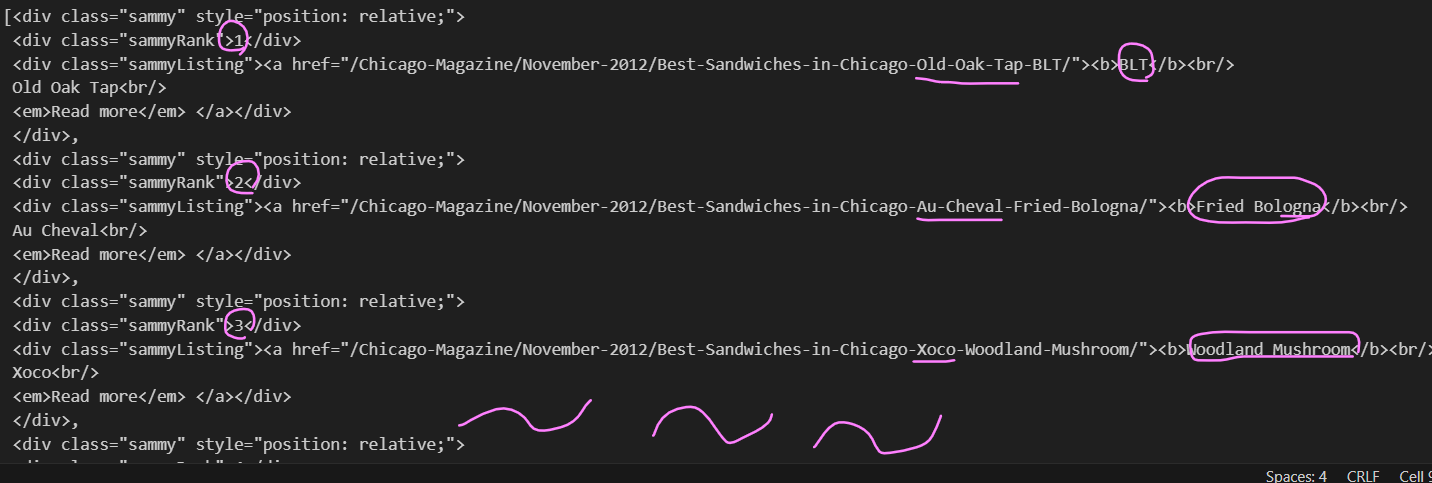 [<div class="sammy" style="position: relative;">
<div class="sammyRank">1</div>
<div class="sammyListing"><a href="/Chicago-Magazine/November-2012/Best-Sandwiches-in-Chicago-Old-Oak-Tap-BLT/"><b>BLT</b><br/>
Old Oak Tap<br/>
<em>Read more</em> </a></div>
</div>,
<div class="sammy" style="position: relative;">
<div class="sammyRank">2</div>
<div class="sammyListing"><a href="/Chicago-Magazine/November-2012/Best-Sandwiches-in-Chicago-Au-Cheval-Fried-Bologna/"><b>Fried Bologna</b><br/>
Au Cheval<br/>
<em>Read more</em> </a></div>
</div>,
<div class="sammy" style="position: relative;">
<div class="sammyRank">3</div>
<div class="sammyListing"><a href="/Chicago-Magazine/November-2012/Best-Sandwiches-in-Chicago-Xoco-Woodland-Mushroom/"><b>Woodland Mushroom</b><br/>
Xoco<br/>
<em>Read more</em> </a></div>
</div>,
<div class="sammy" style="position: relative;">
Spaces: 4 CRLF Cell